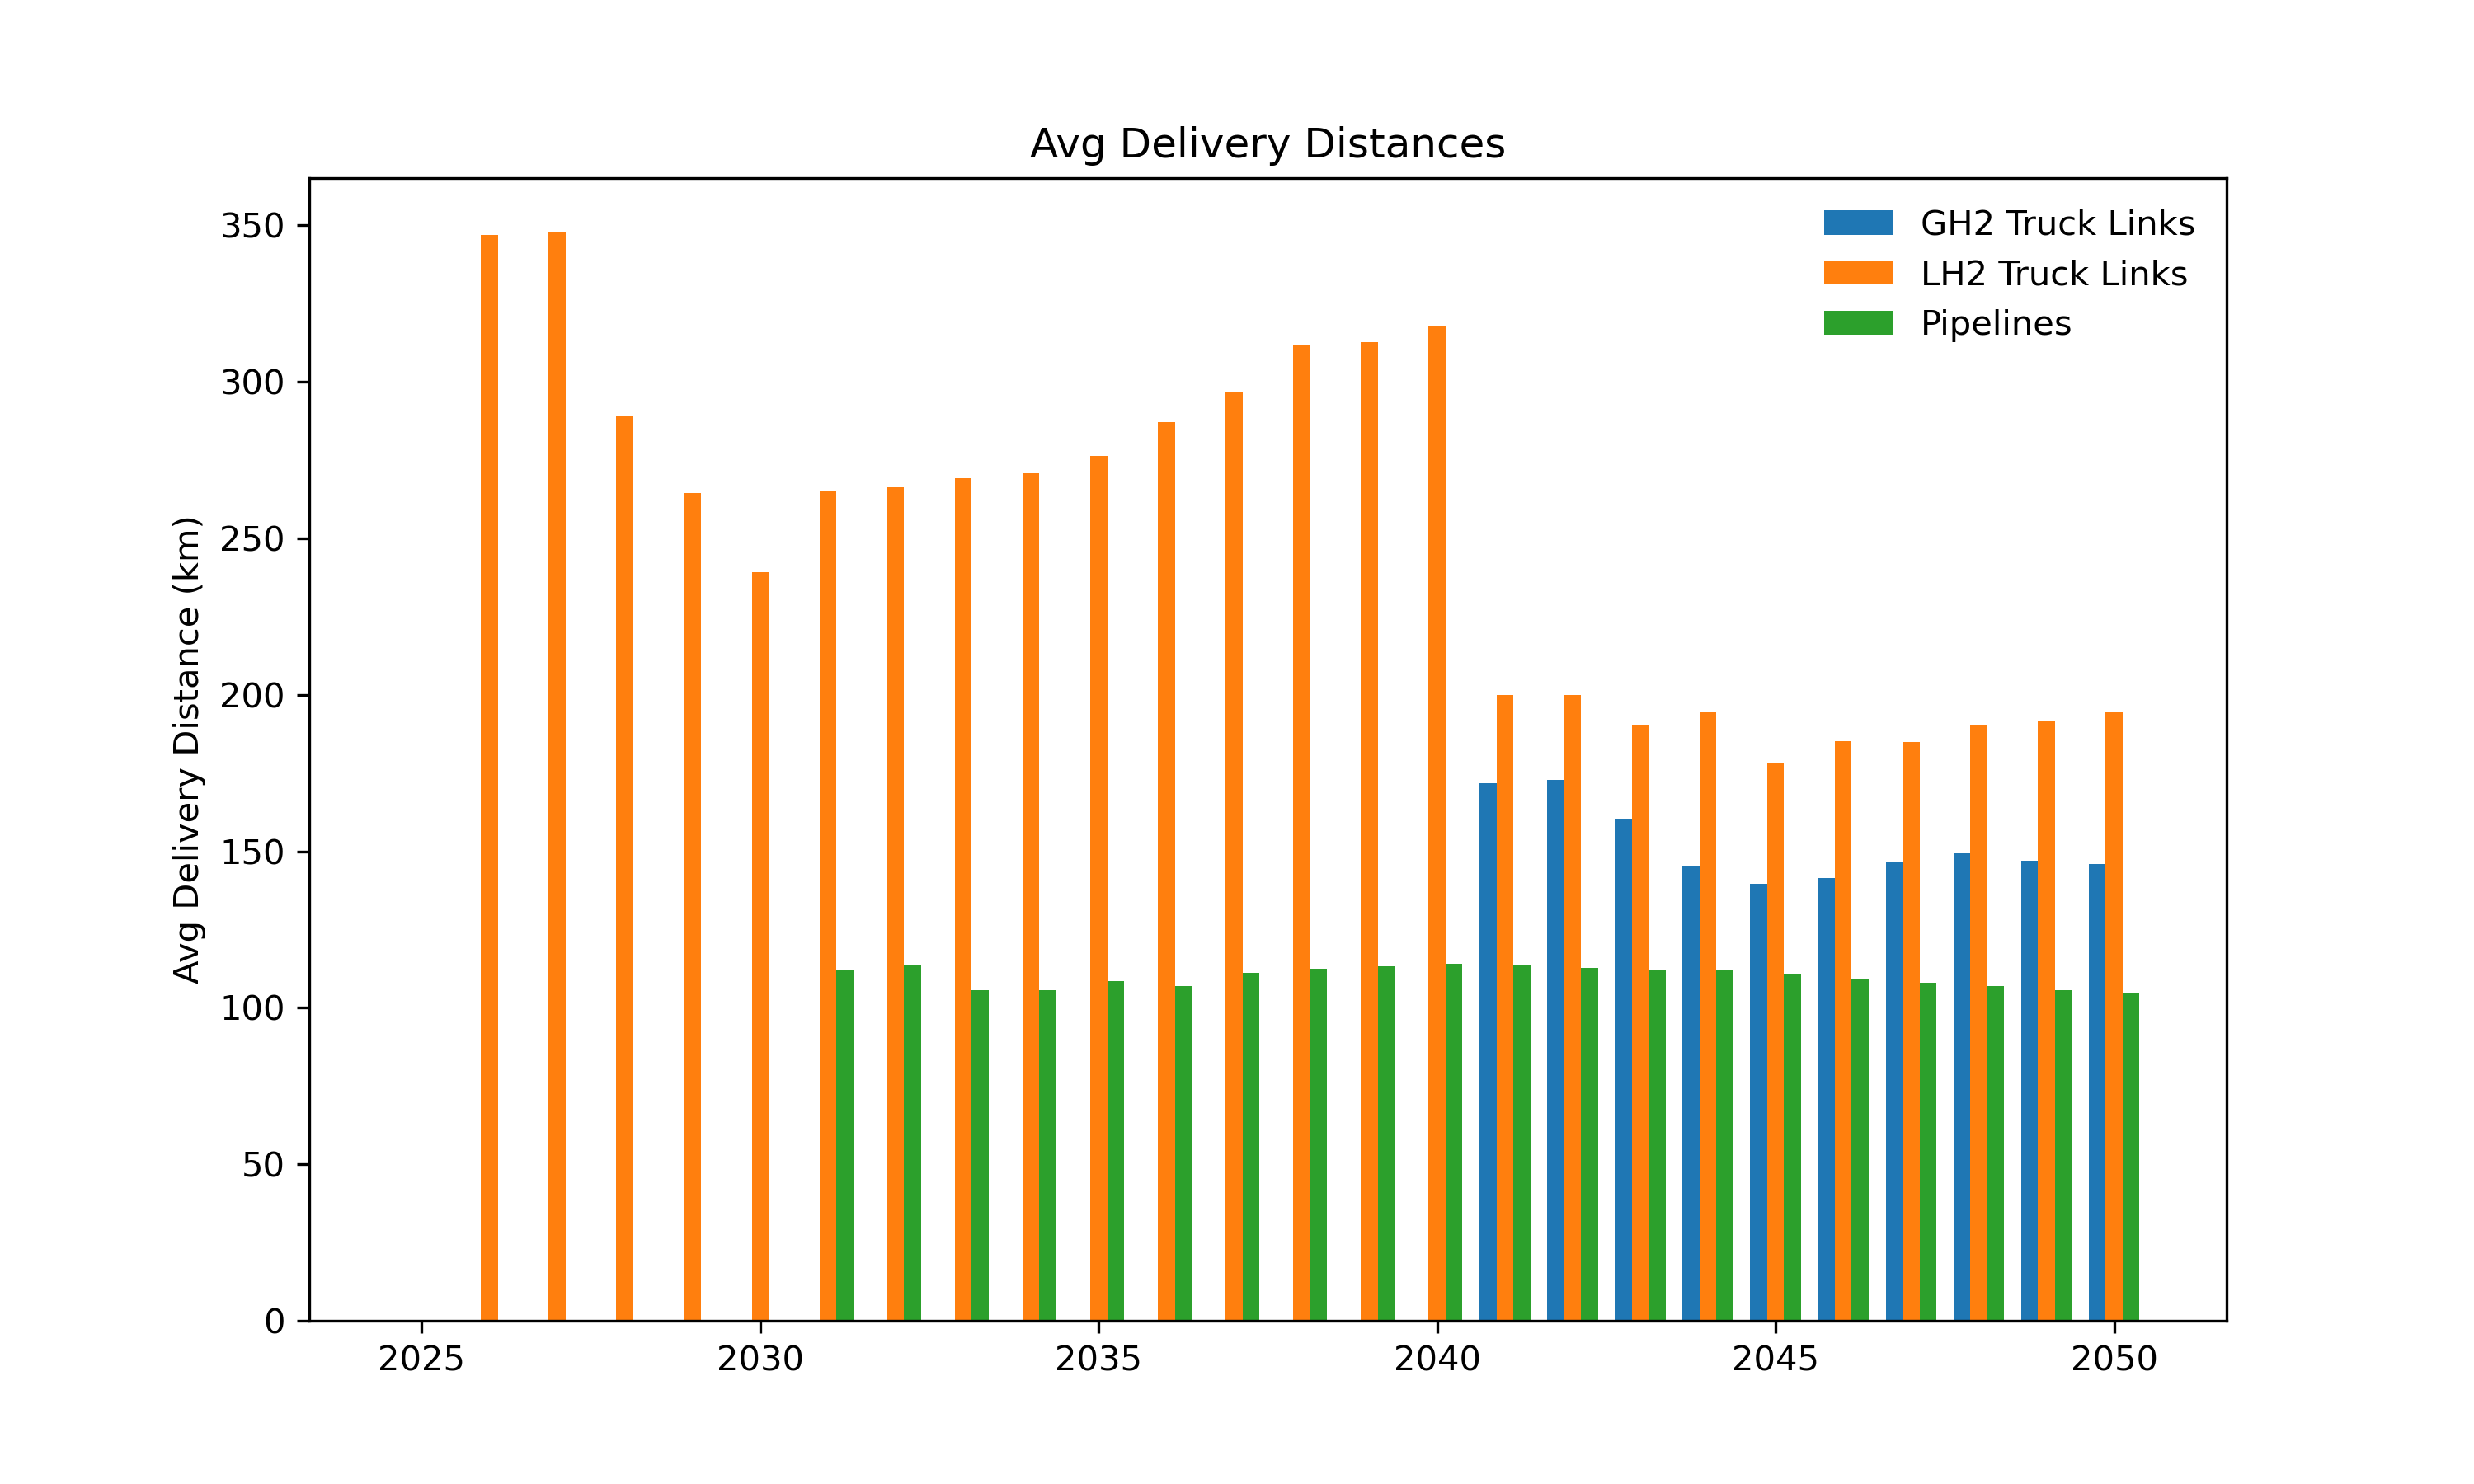 Avg Delivery Distances
Avg Delivery Distance (km)
350
300
250
200
150
100
50
0
GH2 Truck Links
LH2 Truck Links
Pipelines
2025 2030 2035 2040 2045 2050